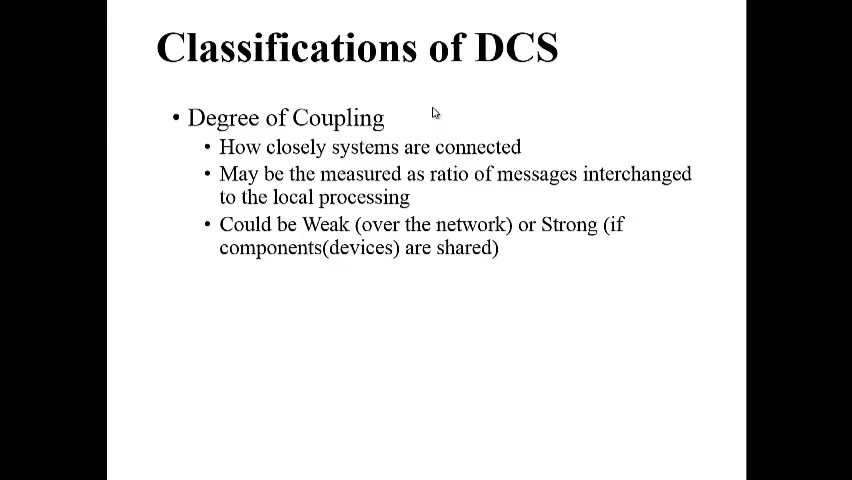 Classifications of DCS
• Degree of Coupling
• How closely systems are connected
• May be the measured as ratio of messages interchanged
to the local processing
• Could be Weak (over the network) or Strong (if
components(devices) are shared)